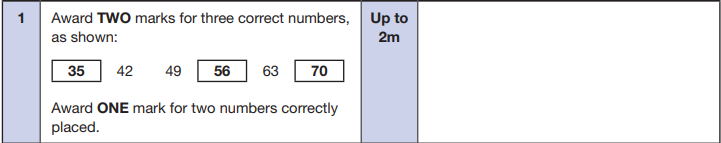 1 Award TWO marks for three correct numbers, Up to
as shown: 2m
35 42 49 56 63 70
Award ONE mark for two numbers correctly
placed.